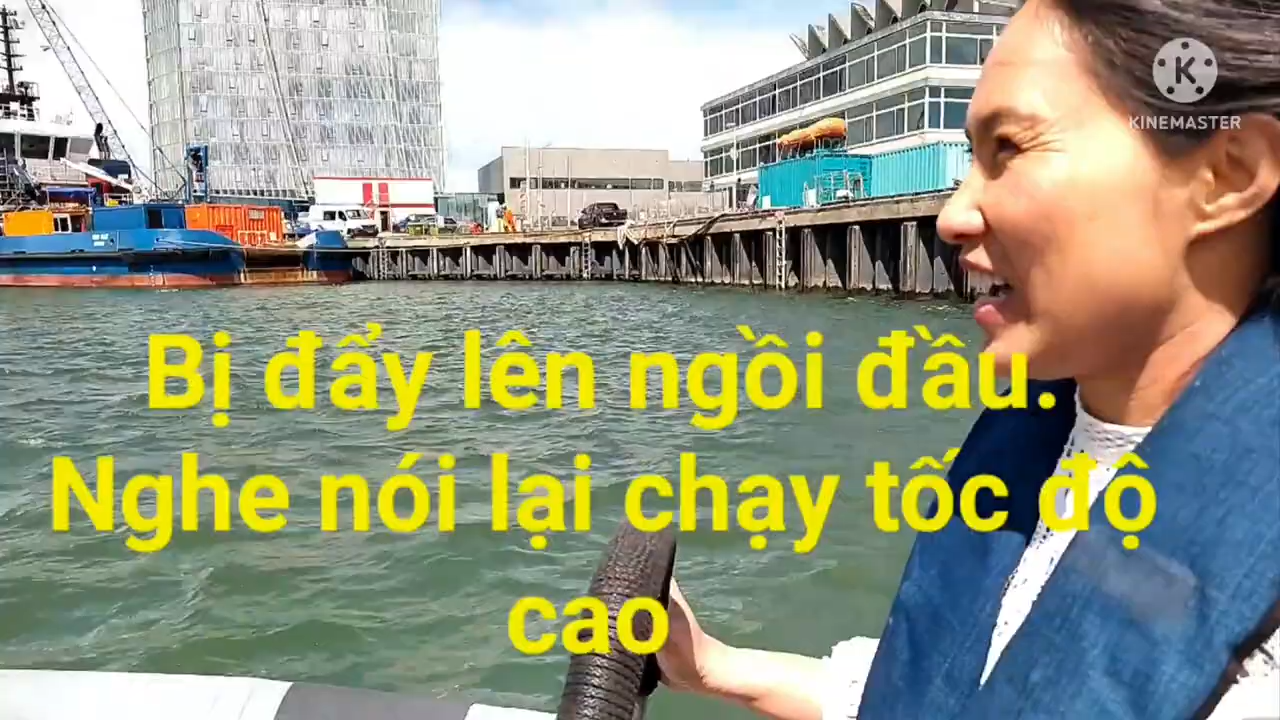 K
KINEMASTER
Bị đẩy lên ngồi đầu.
Nghe nói lại chạy tốc độ
cao